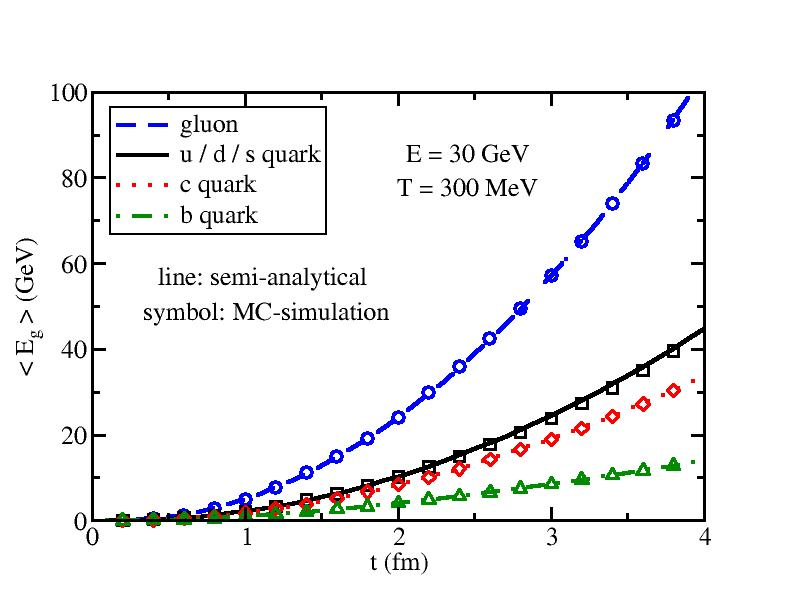 100
80
60
40
20
0
< E_g > (GeV)
gluon
u / d / s quark
c quark
b quark
E = 30 GeV
T = 300 MeV
line: semi-analytical
symbol: MC-simulation
0 1 2 3 4
t (fm)